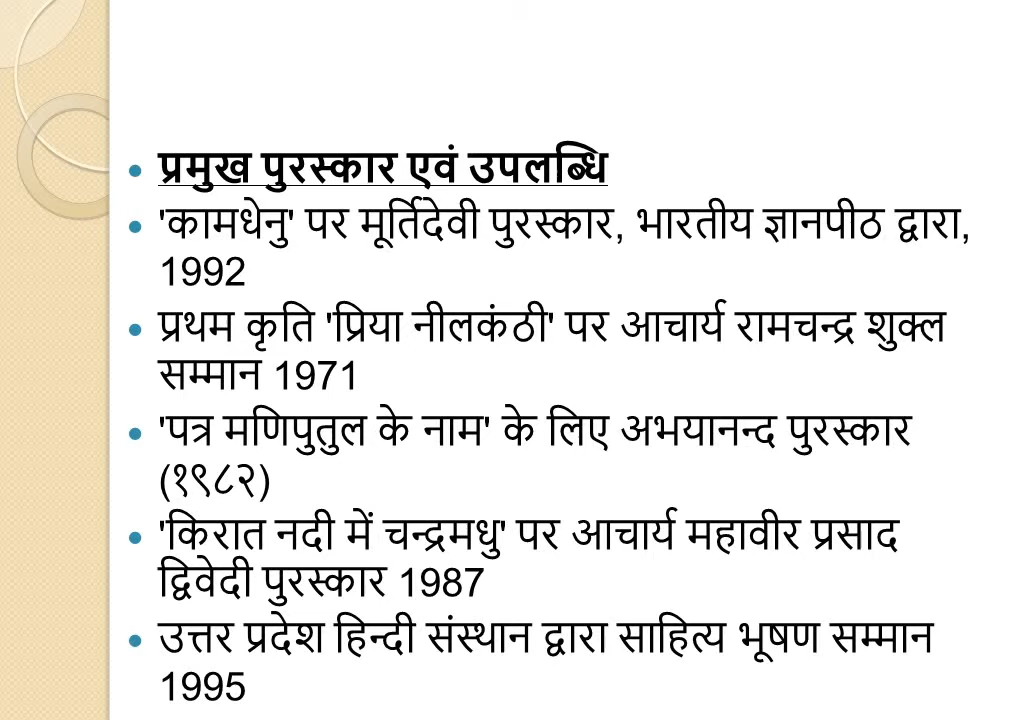 प्रमुख पुरस्कार एवं उपलब्धि
'कामधेनु' पर मूर्तिदेवी पुरस्कार, भारतीय ज्ञानपीठ द्वारा,
1992
प्रथम कृति 'प्रिया नीलकंठी' पर आचार्य रामचन्द्र शुक्ल
सम्मान 1971
'पत्र मणिपुतुल के नाम' के लिए अभयानन्द पुरस्कार
(१९८२)
'किरात नदी में चन्द्रमधु' पर आचार्य महावीर प्रसाद
द्विवेदी पुरस्कार 1987
उत्तर प्रदेश हिन्दी संस्थान द्वारा साहित्य भूषण सम्मान
1995